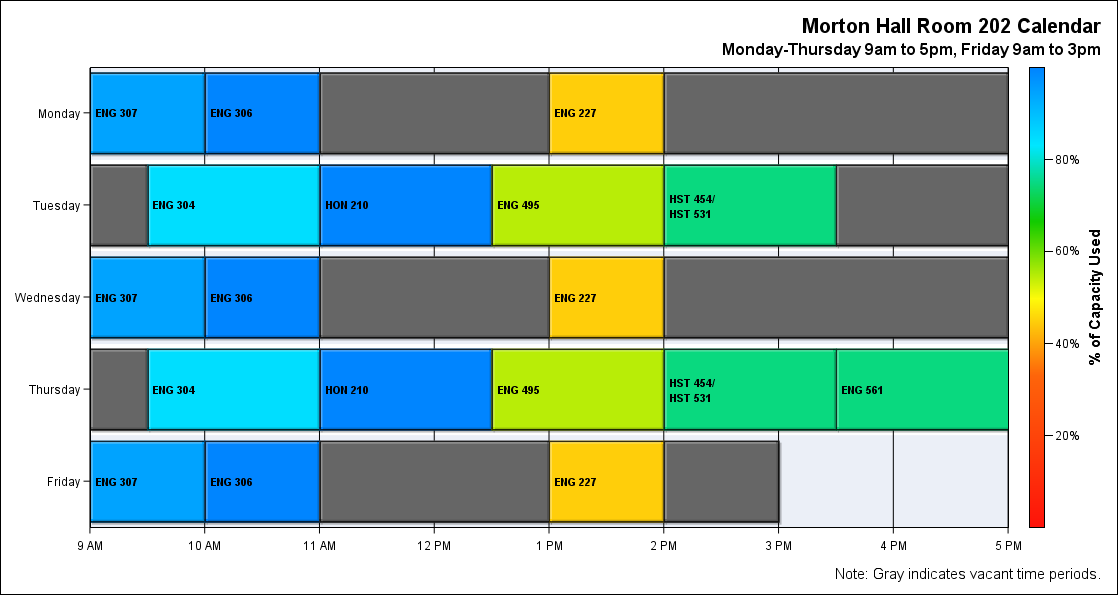 Morton Hall Room 202 Calendar
Monday-Thursday 9am to 5pm, Friday 9am to 3pm
Monday
ENG 307
ENG 306
ENG 227
Tuesday
ENG 304
HON 210
ENG 495
HST 454/
HST 531
Wednesday
ENG 307
ENG 306
ENG 227
Thursday
ENG 304
HON 210
ENG 495
HST 454/
HST 531
ENG 561
Friday
ENG 307
ENG 306
ENG 227
9 AM
10 AM
11 AM
12 PM
1 PM
2 PM
3 PM
4 PM
5 PM
80%
60%
40%
20%
% of Capacity Used
Note: Gray indicates vacant time periods.